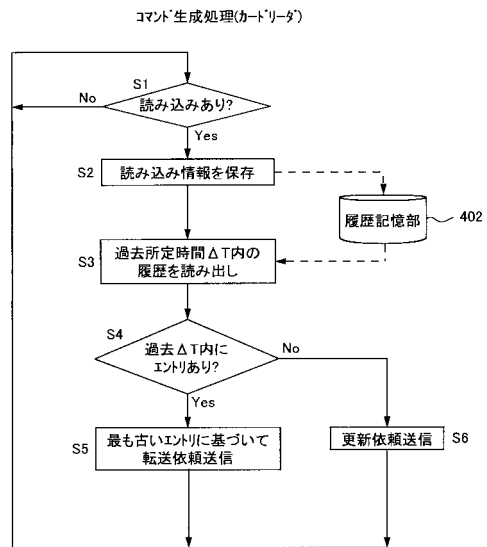 コマンド生成処理(カードリーダ)
S1
No
読み込みあり?
Yes
S2
読み込み情報を保存
履歴記憶部
402
S3
過去所定時間ΔT内の
履歴を読み出し
S4
過去ΔT内に
エントリあり?
No
Yes
S5
最も古いエントリに基づいて
転送依頼送信
更新依頼送信
S6